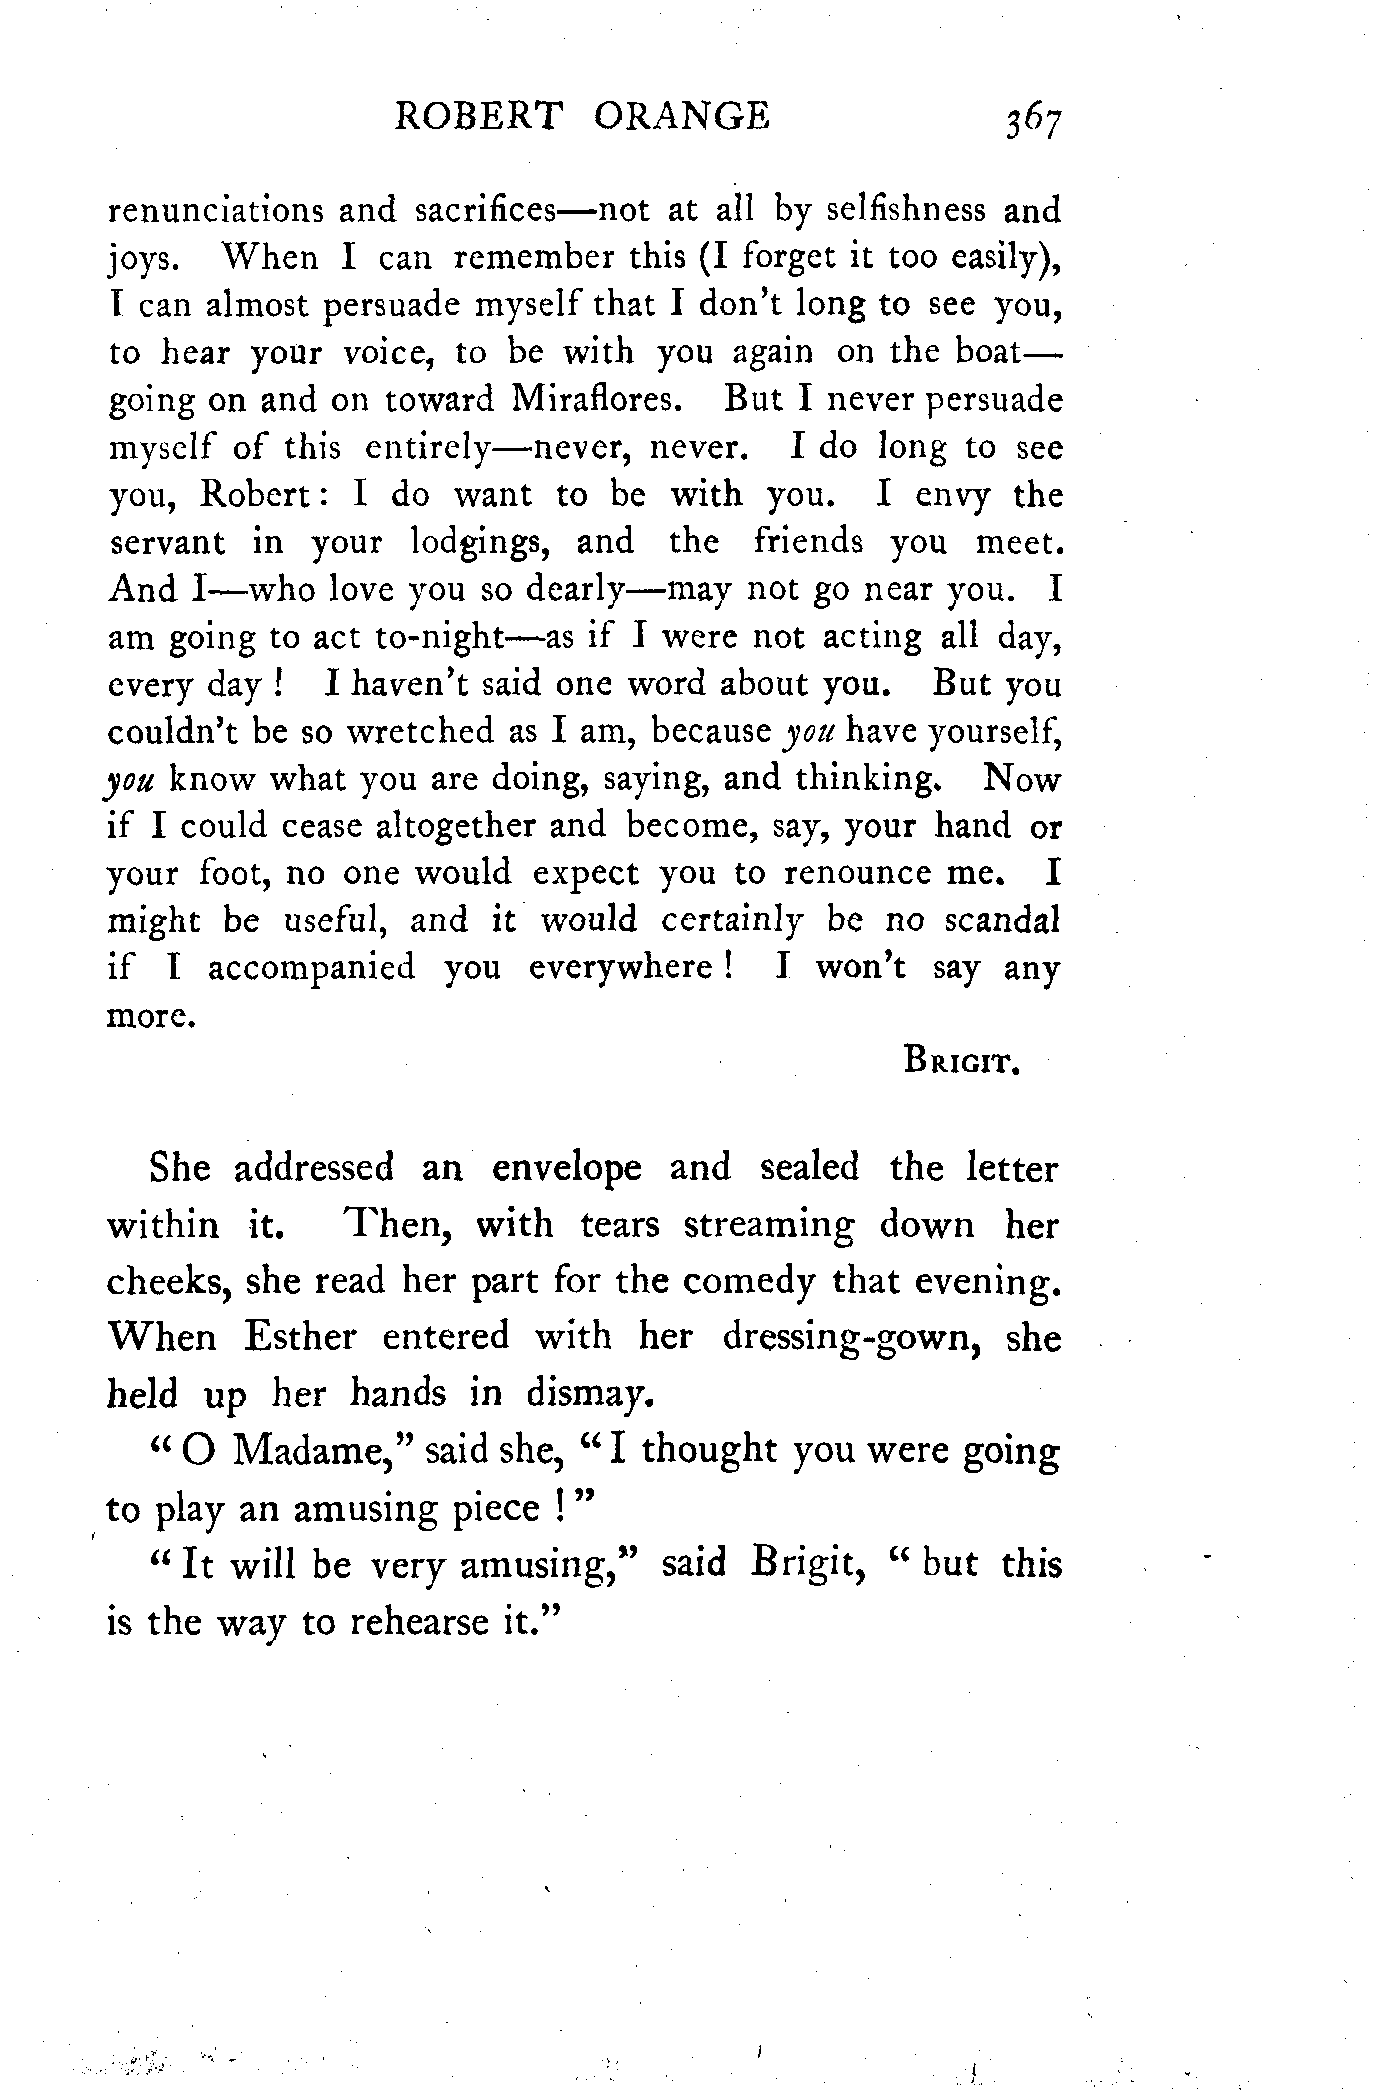 ROBERT ORANGE 367
renunciations and sacrifices—not at all by selfishness and
joys. When I can remember this (I forget it too easily),
I can almost persuade myself that I don't long to see you,
to hear your voice, to be with you again on the boat—
going on and on toward Miraflores. But I never persuade
myself of this entirely—never, never. I do long to see
you, Robert: I do want to be with you. I envy the
servant in your lodgings, and the friends you meet.
And I—who love you so dearly—may not go near you. I
am going to act to-night—as if I were not acting all day,
every day! I haven't said one word about you. But you
couldn't be so wretched as I am, because you have yourself,
you know what you are doing, saying, and thinking. Now
if I could cease altogether and become, say, your hand or
your foot, no one would expect you to renounce me. I
might be useful, and it would certainly be no scandal
if I accompanied you everywhere! I won't say any
more.
BRIGIT.
She addressed an envelope and sealed the letter
within it. Then, with tears streaming down her
cheeks, she read her part for the comedy that evening.
When Esther entered with her dressing-gown, she
held up her hands in dismay.
"O Madame," said she, "I thought you were going
to play an amusing piece!"
"It will be very amusing," said Brigit, "but this
is the way to rehearse it."